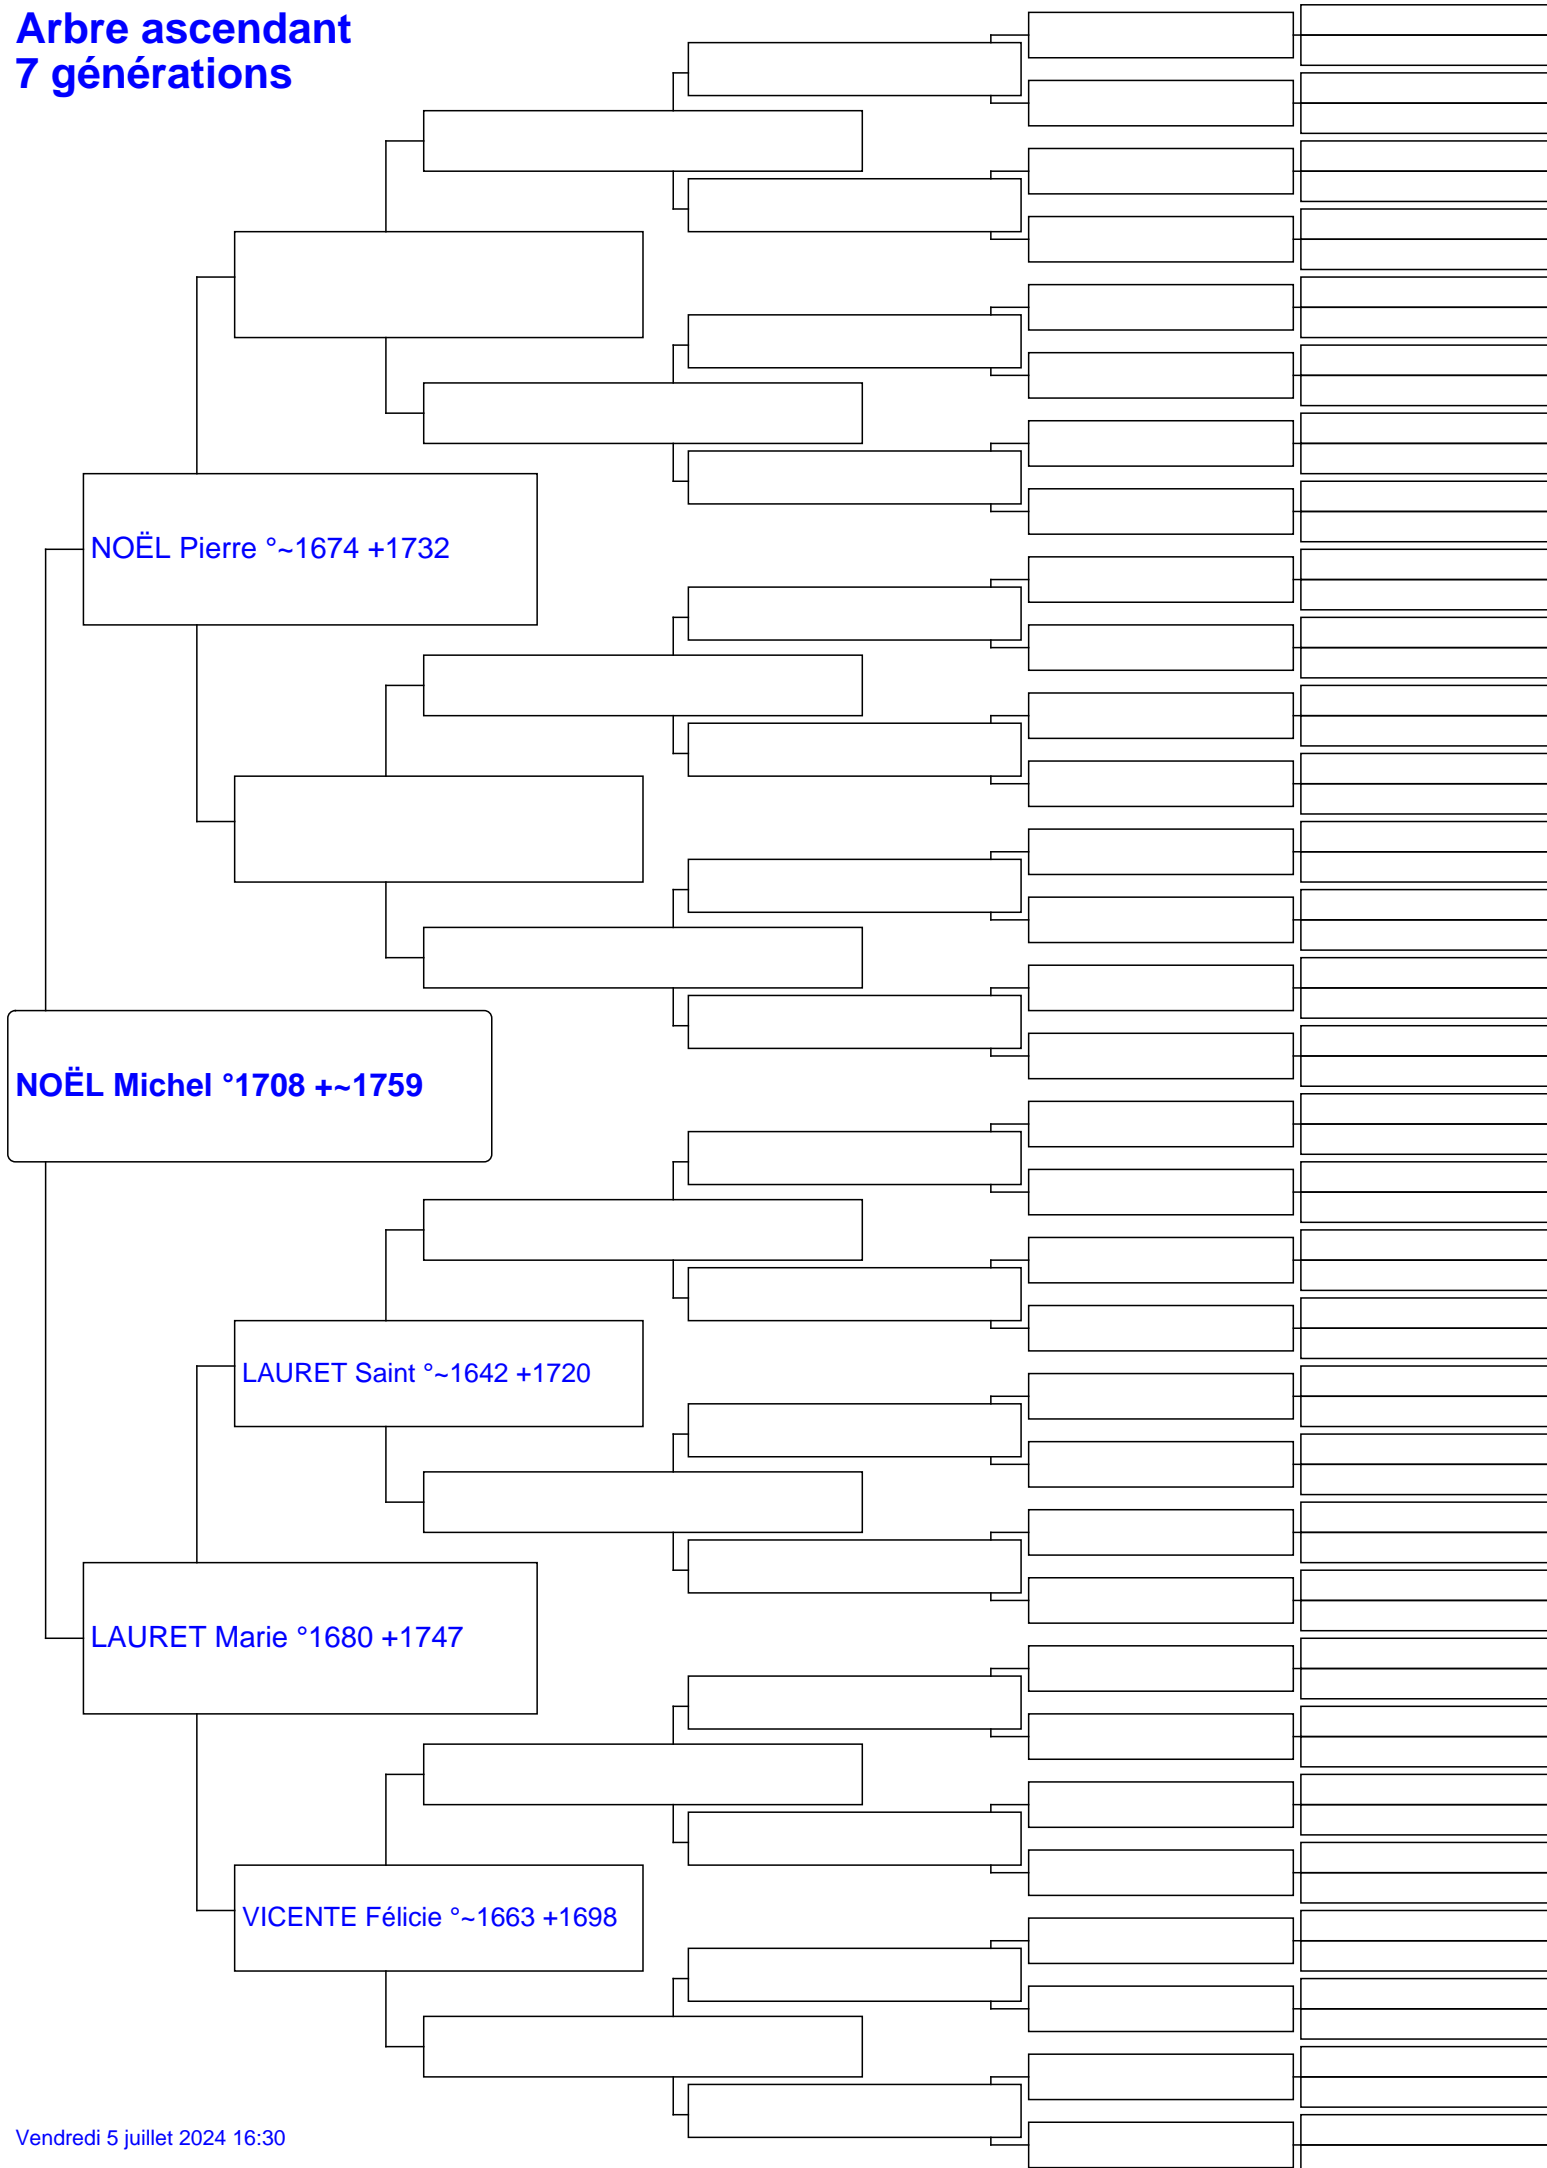 Arbre ascendant
7 générations
NOËL Pierre °~1674 +1732
NOËL Michel °1708 +~1759
LAURET Saint °~1642 +1720
LAURET Marie °1680 +1747
VICENTE Félicie °~1663 +1698
Vendredi 5 juillet 2024 16:30